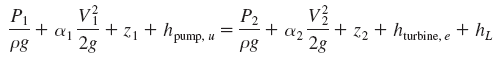 P₁/ρg + α₁ V₁²/2g + z₁ + h_pump, u = P₂/ρg + α₂ V₂²/2g + z₂ + h_turbine, e + h_L